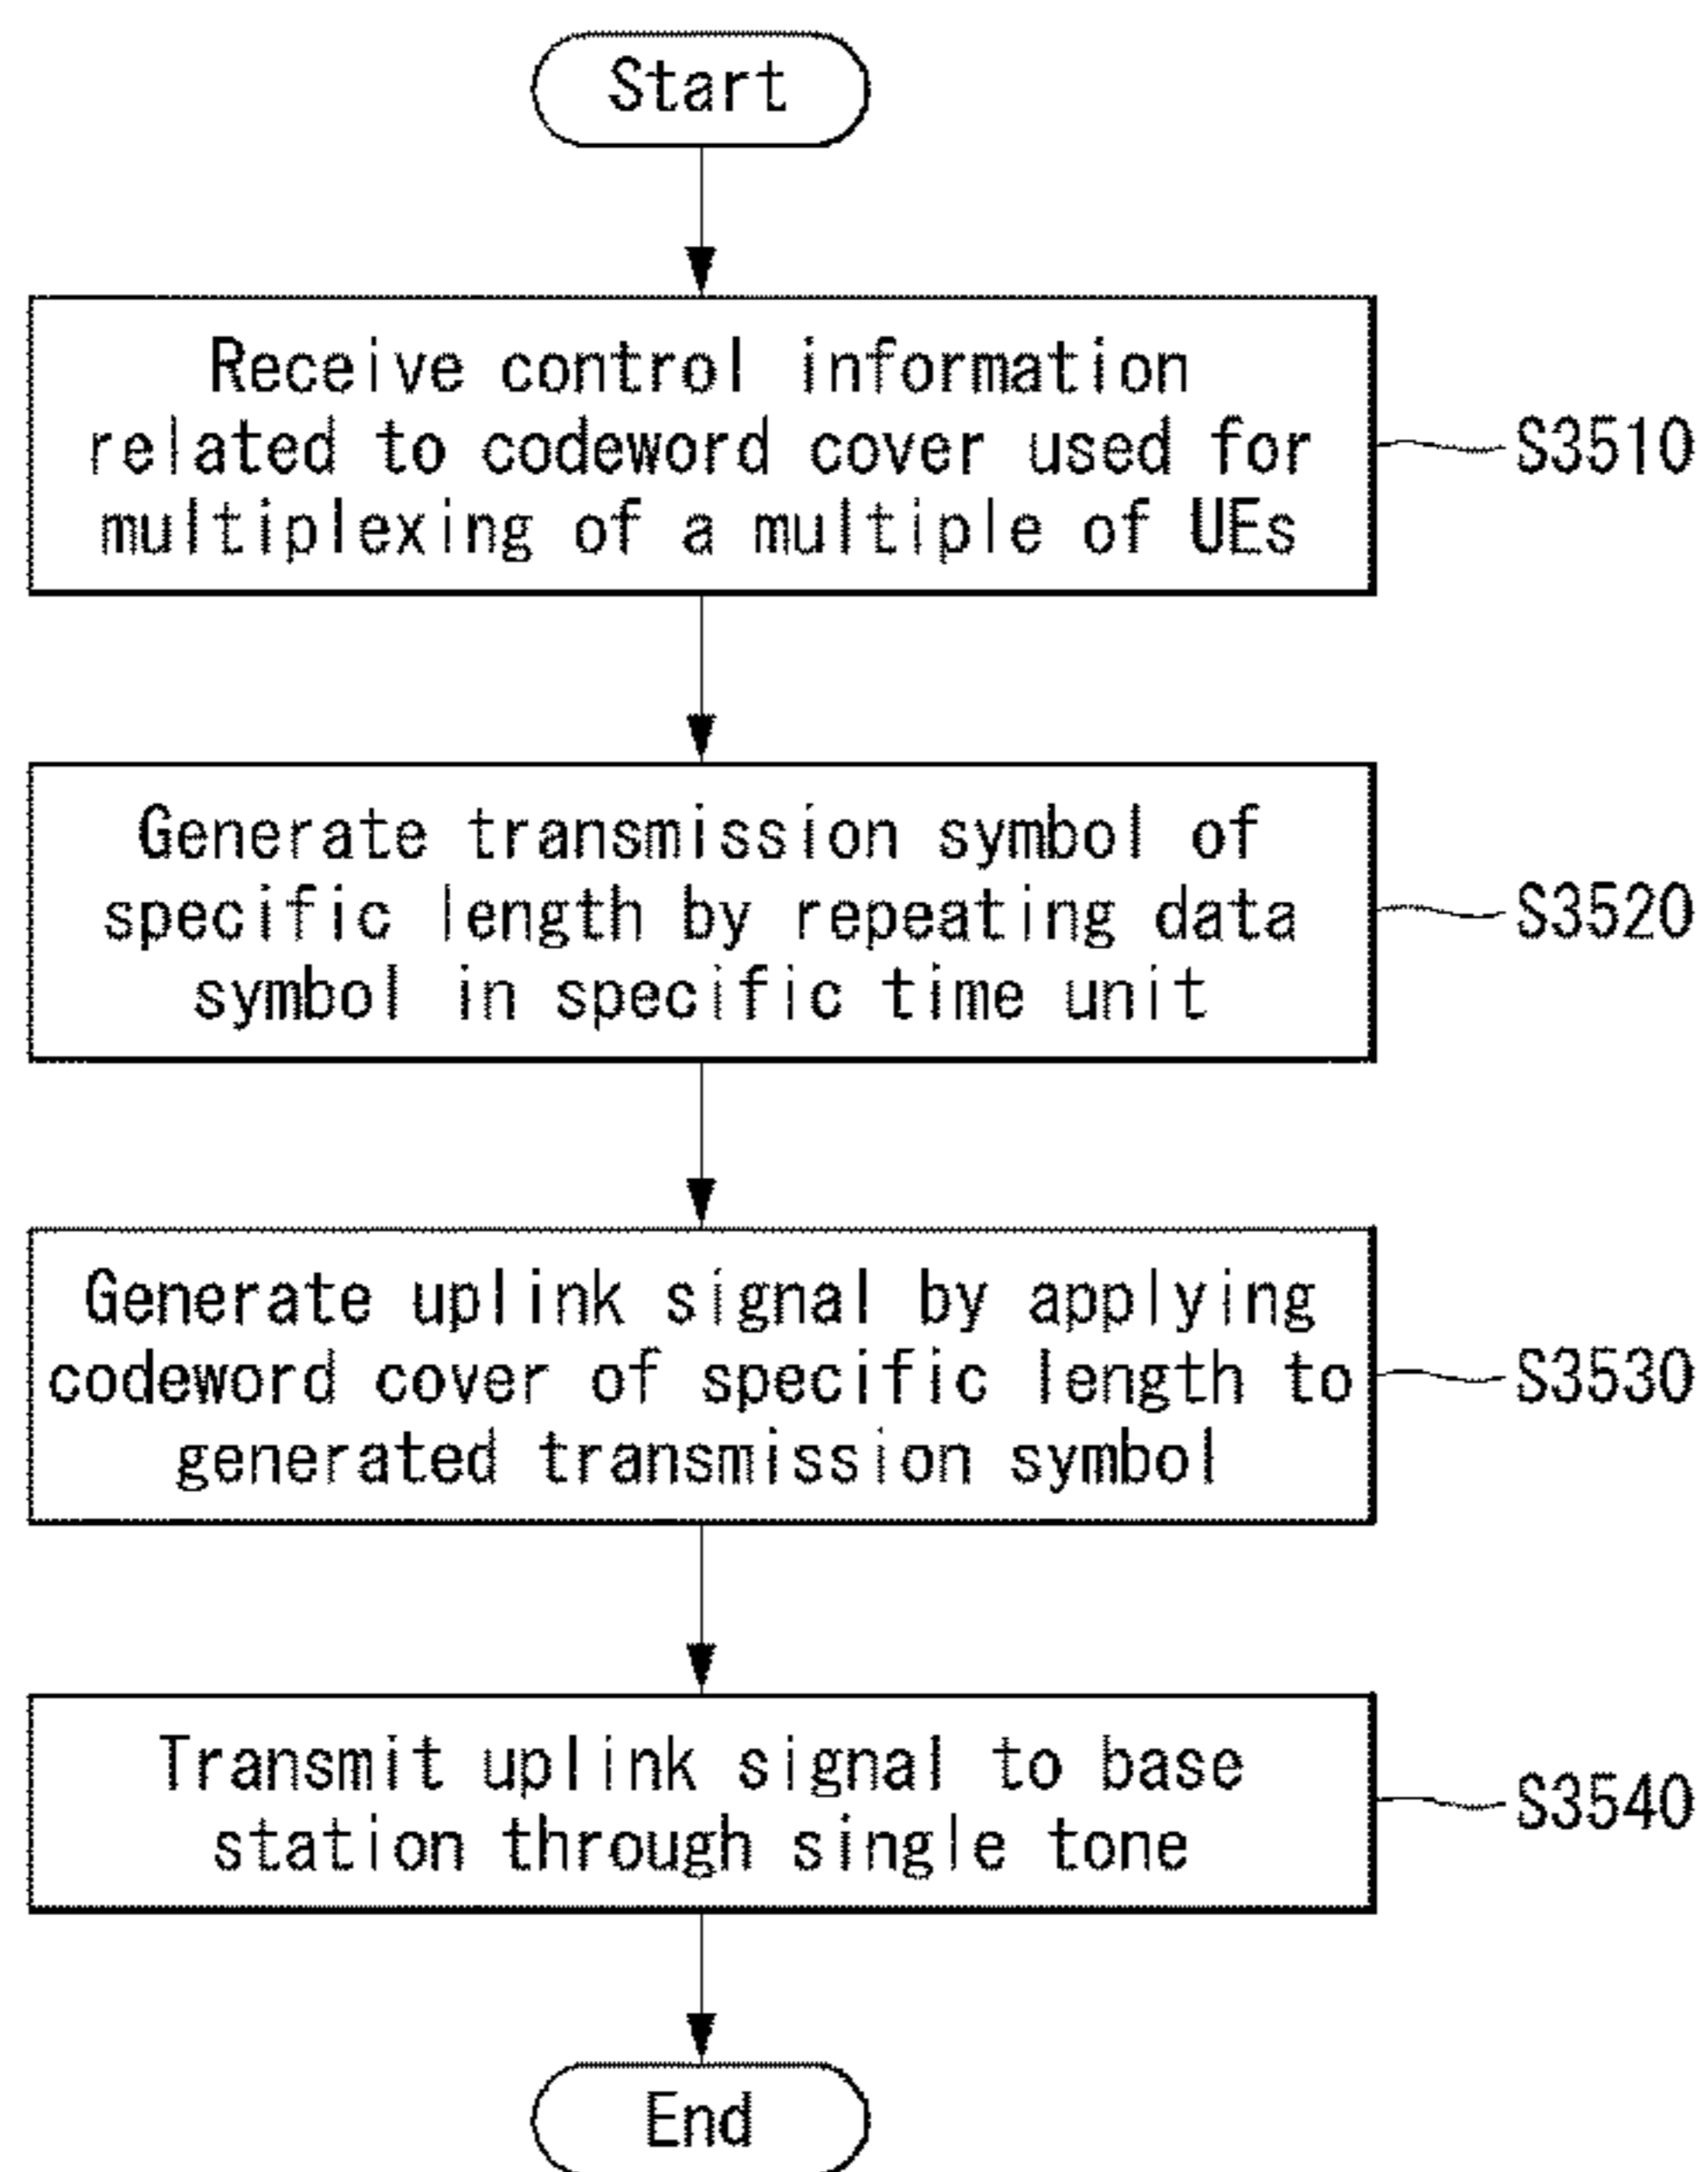 Start
Receive control information
related to codeword cover used for
multiplexing of a multiple of UEs
S3510
Generate transmission symbol of
specific length by repeating data
symbol in specific time unit
S3520
Generate uplink signal by applying
codeword cover of specific length to
generated transmission symbol
S3530
Transmit uplink signal to base
station through single tone
S3540
End